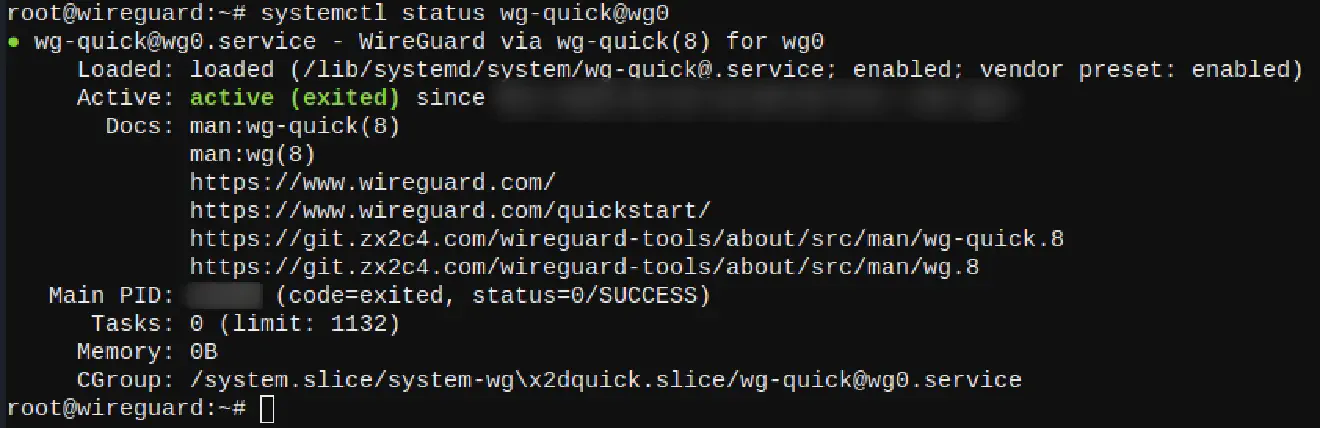 root@wireguard:~# systemctl status wg-quick@wg0
● wg-quick@wg0.service - WireGuard via wg-quick(8) for wg0
Loaded: loaded (/lib/systemd/system/wg-quick@.service; enabled; vendor preset: enabled)
Active: active (exited) since
Docs: man:wg-quick(8)
man:wg(8)
https://www.wireguard.com/
https://www.wireguard.com/quickstart/
https://git.zx2c4.com/wireguard-tools/about/src/man/wg-quick.8
https://git.zx2c4.com/wireguard-tools/about/src/man/wg.8
Main PID: (code=exited, status=0/SUCCESS)
Tasks: 0 (limit: 1132)
Memory: 0B
CGroup: /system.slice/system-wg\x2dquick.slice/wg-quick@wg0.service
root@wireguard:~#